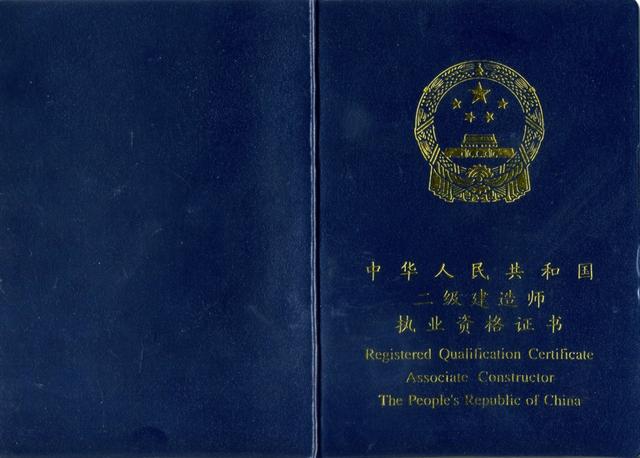 中华人民共和国
二级建造师
执业资格证书
Registered Qualification Certificate
Associate Constructor
The People's Republic of China